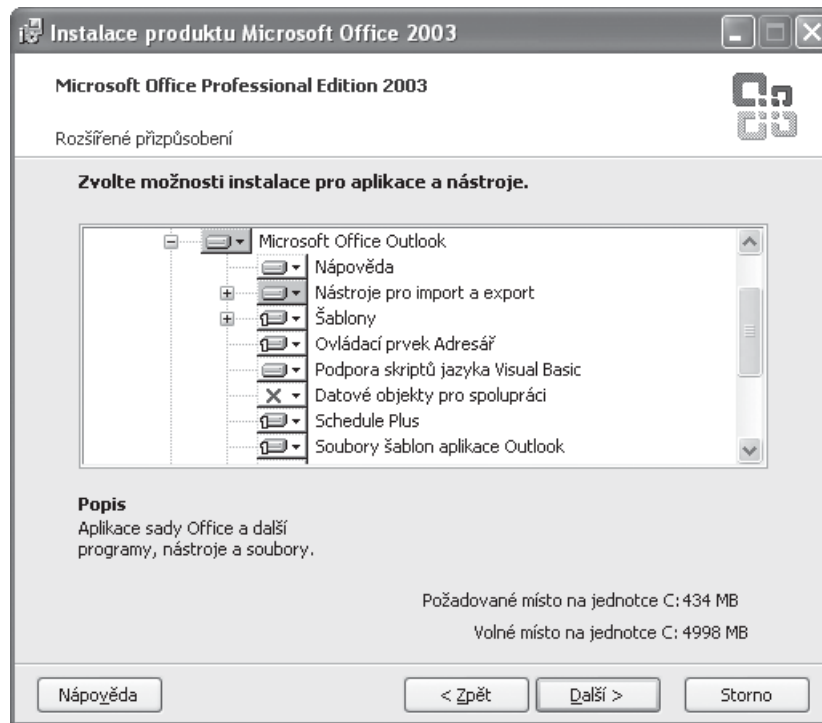 Instalace produktu Microsoft Office 2003
Microsoft Office Professional Edition 2003
Rozšířené přizpůsobení
Zvolte možnosti instalace pro aplikace a nástroje.
Microsoft Office Outlook
Nápověda
Nástroje pro import a export
Šablony
Ovládací prvek Adresář
Podpora skriptů jazyka Visual Basic
Datové objekty pro spolupráci
Schedule Plus
Soubory šablon aplikace Outlook
Popis
Aplikace sady Office a další
programy, nástroje a soubory.
Požadované místo na jednotce C: 434 MB
Volné místo na jednotce C: 4998 MB
Nápověda < Zpět Další > Storno